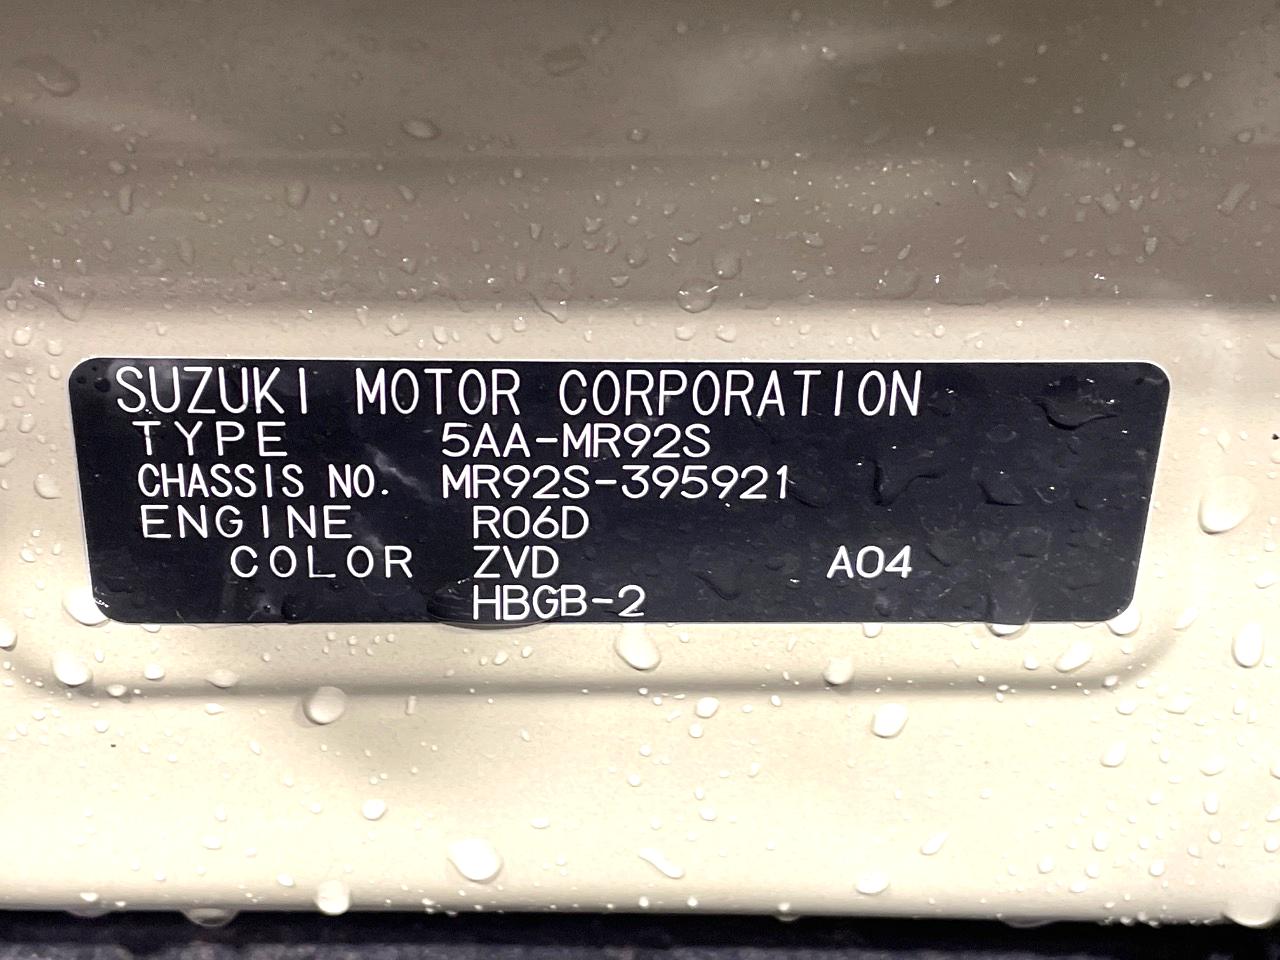 SUZUKI MOTOR CORPORATION
TYPE 5AA-MR92S
CHASSIS NO. MR92S-395921
ENGINE R06D
COLOR ZVD A04
HBGB-2